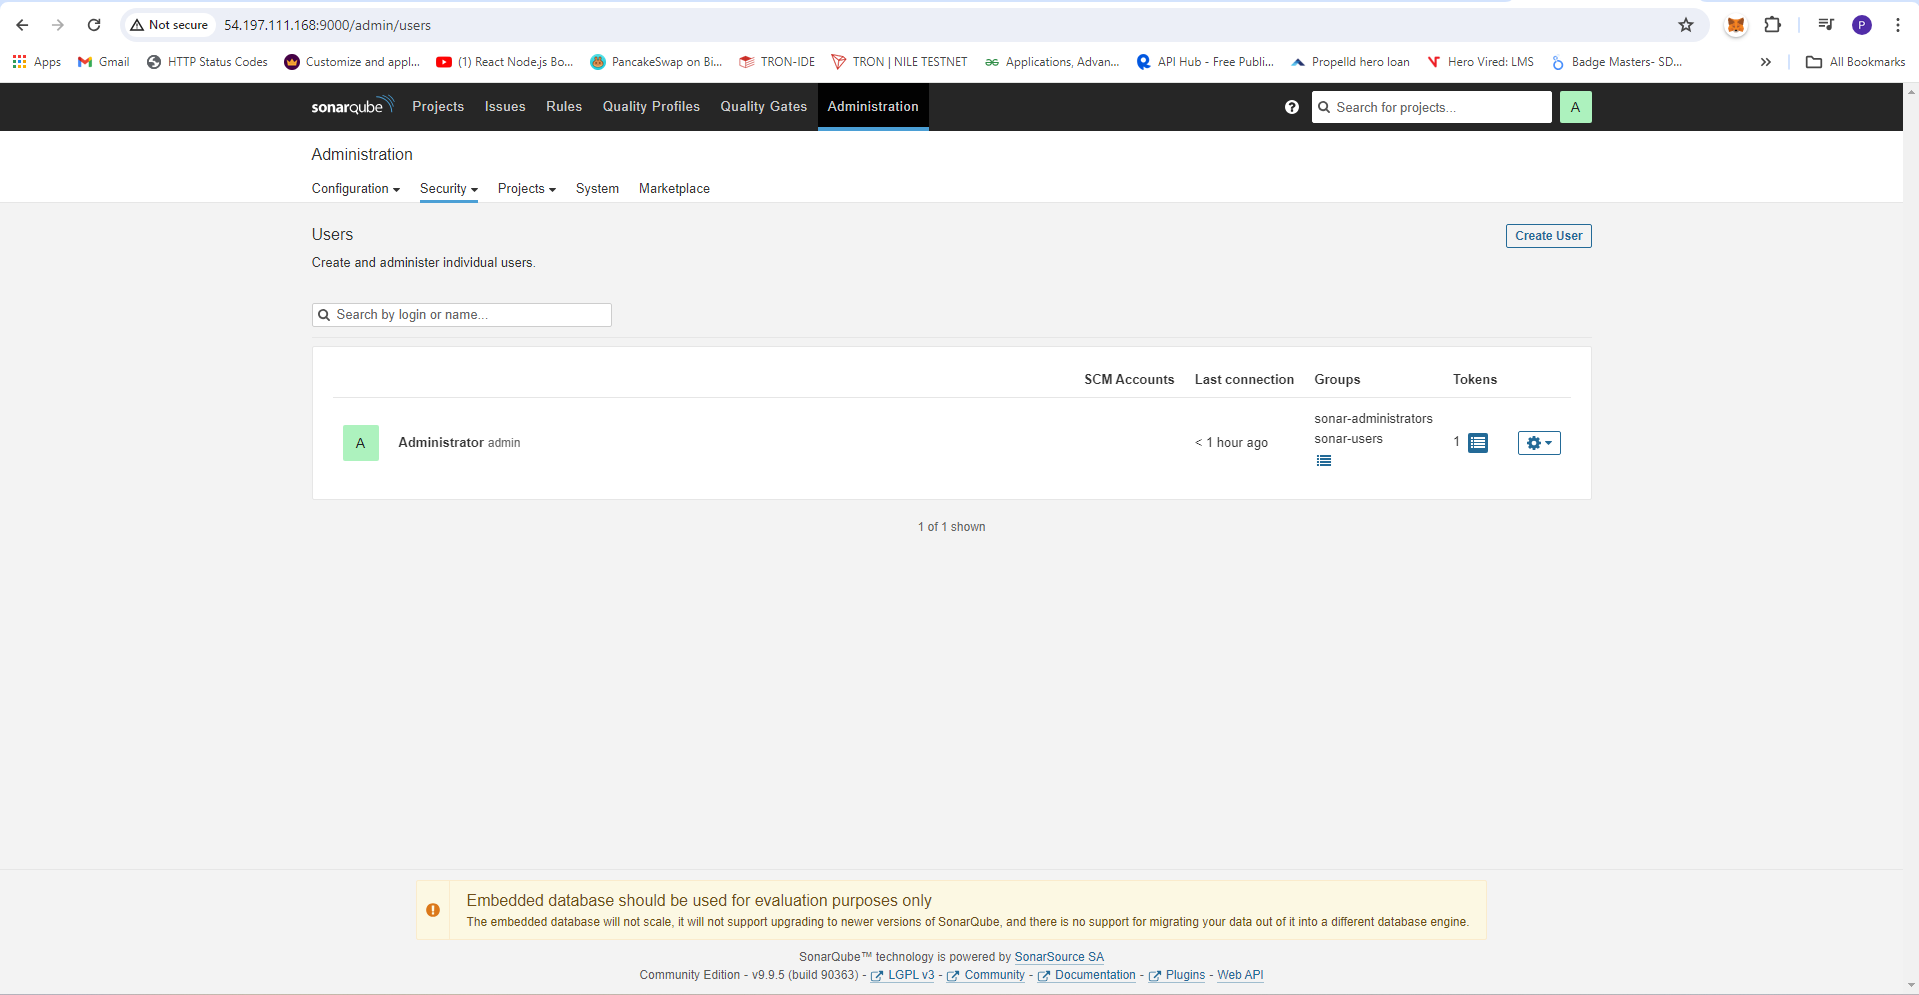 Not secure 54.197.111.168:9000/admin/users P
Apps Gmail HTTP Status Codes Customize and appl... (1) React Node.js Bo... PancakeSwap on Bi... TRON-IDE TRON | NILE TESTNET Applications, Advan... API Hub - Free Publi... Propelld hero loan Hero Vired: LMS Badge Masters- SD... » All Bookmarks
sonarqube Projects Issues Rules Quality Profiles Quality Gates Administration ? Search for projects... A
Administration
Configuration Security Projects System Marketplace
Users Create User
Create and administer individual users.
Search by login or name...
SCM Accounts Last connection Groups Tokens
A Administrator admin < 1 hour ago sonar-administrators 1
sonar-users
1 of 1 shown
Embedded database should be used for evaluation purposes only
The embedded database will not scale, it will not support upgrading to newer versions of SonarQube, and there is no support for migrating your data out of it into a different database engine.
SonarQube™ technology is powered by SonarSource SA
Community Edition - v9.9.5 (build 90363) - LGPL v3 - Community - Documentation - Plugins - Web API